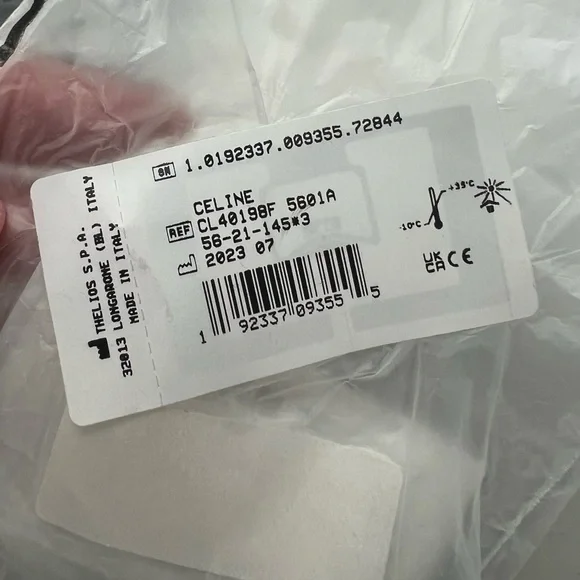 SN 1.0192337.009355.72844
CELINE
REF CL40198F 5601A
56-21-145*3
2023 07
1 92337 09355 5
THELIOS S.P.A.
32013 LONGARONE (BL) ITALY
MADE IN ITALY
+35°C
-10°C
UK CA CE